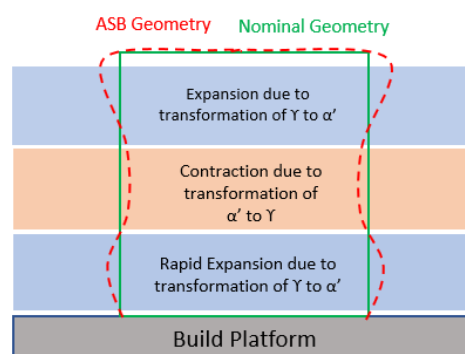 ASB Geometry Nominal Geometry
Expansion due to
transformation of ϒ to α’
Contraction due to
transformation of
α’ to ϒ
Rapid Expansion due to
transformation of ϒ to α’
Build Platform